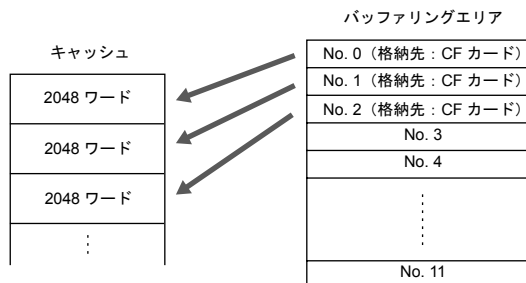 バッファリングエリア
キャッシュ
No. 0（格納先：CF カード）
No. 1（格納先：CF カード）
No. 2（格納先：CF カード）
No. 3
No. 4
No. 11
2048 ワード
2048 ワード
2048 ワード